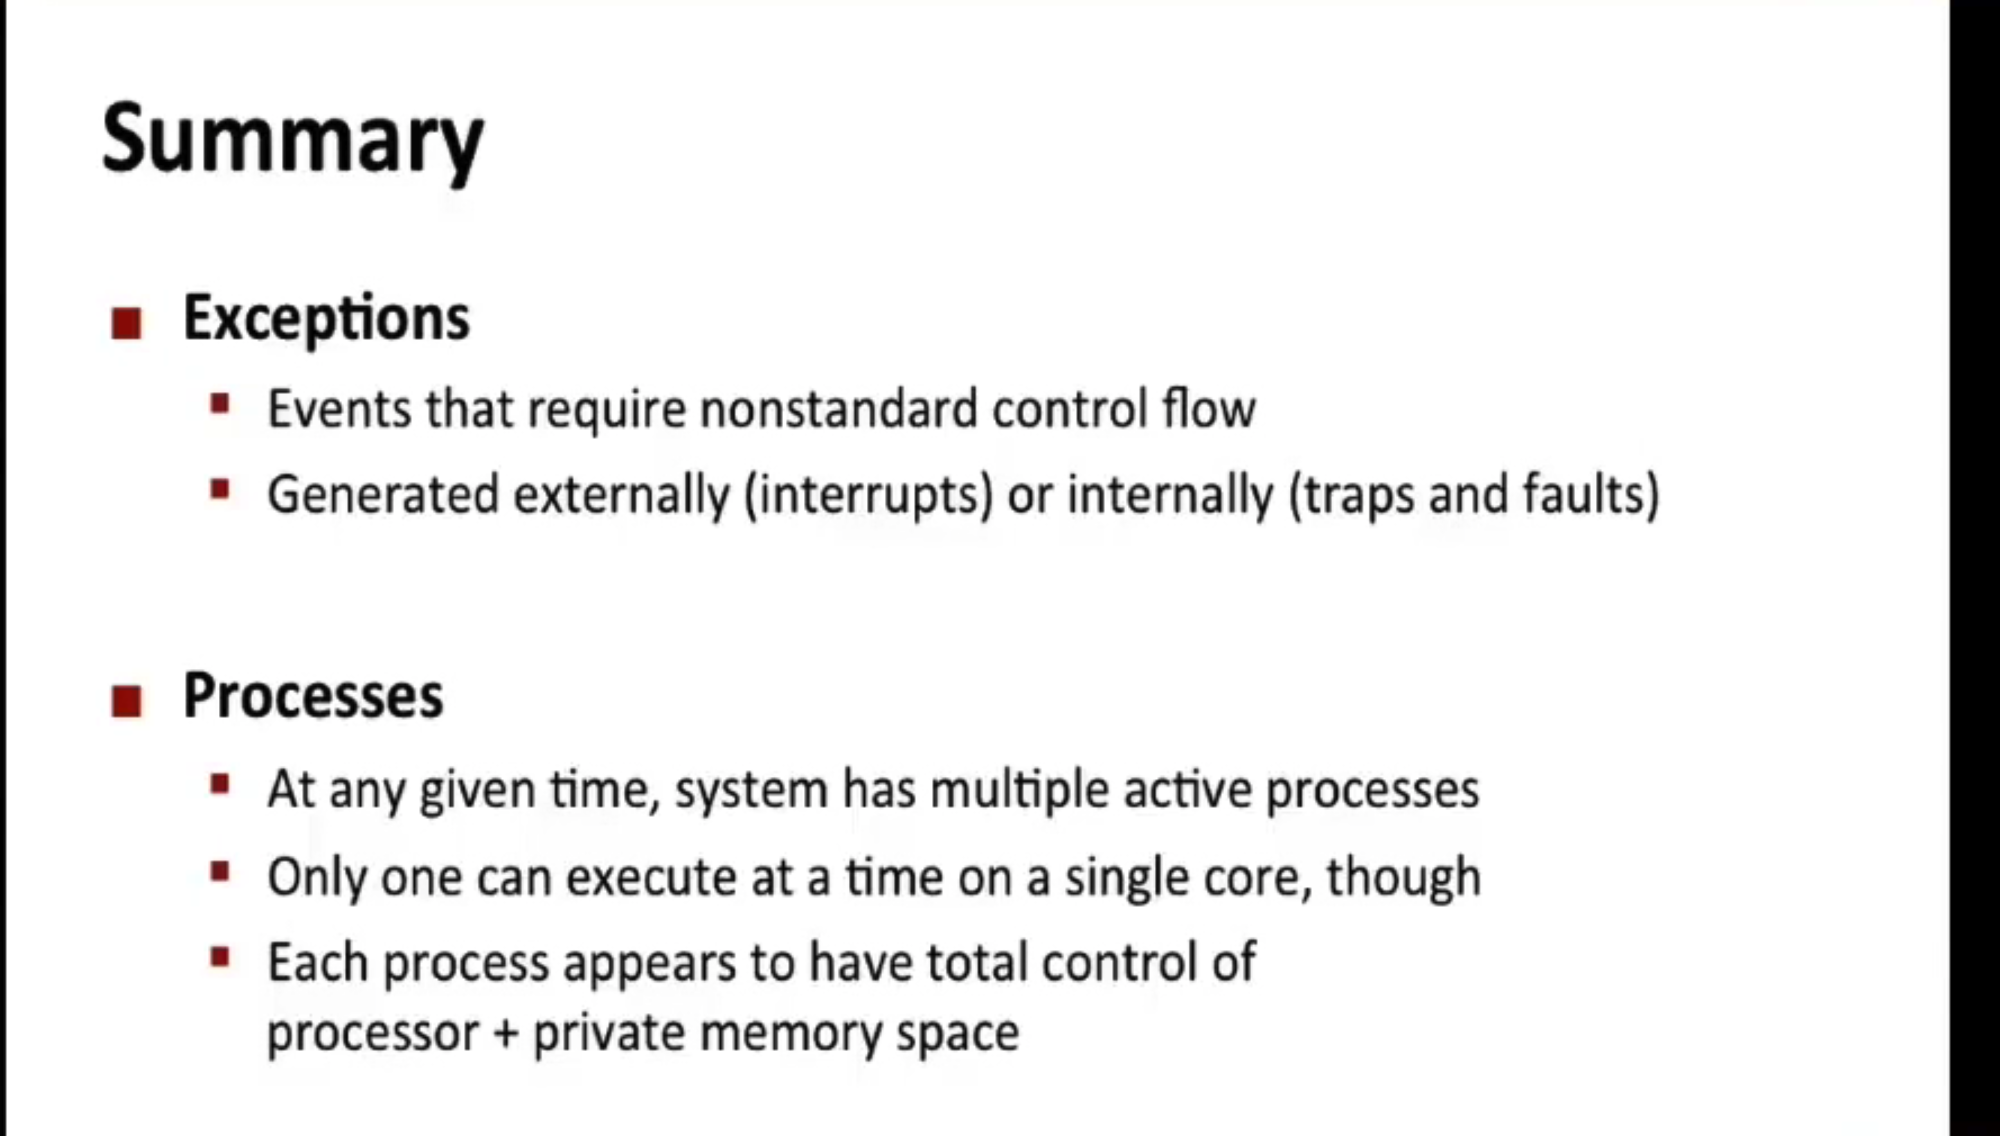 Summary
Exceptions
Events that require nonstandard control flow
Generated externally (interrupts) or internally (traps and faults)
Processes
At any given time, system has multiple active processes
Only one can execute at a time on a single core, though
Each process appears to have total control of
processor + private memory space